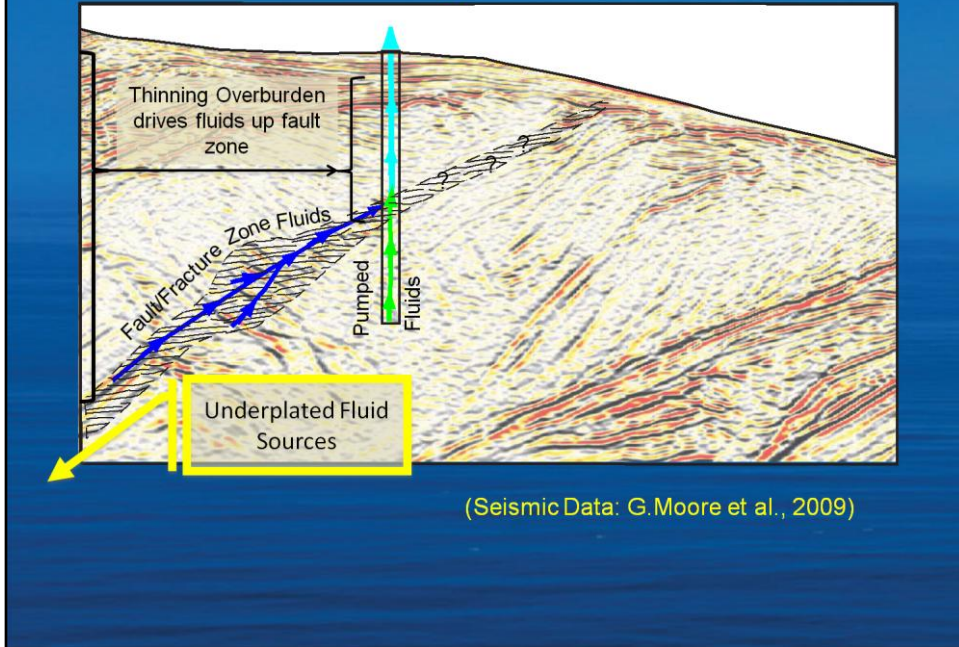 Thinning Overburden
drives fluids up fault
zone
Fault/Fracture Zone Fluids
? ? ?
Pumped
Fluids
Underplated Fluid
Sources
(Seismic Data: G.Moore et al., 2009)